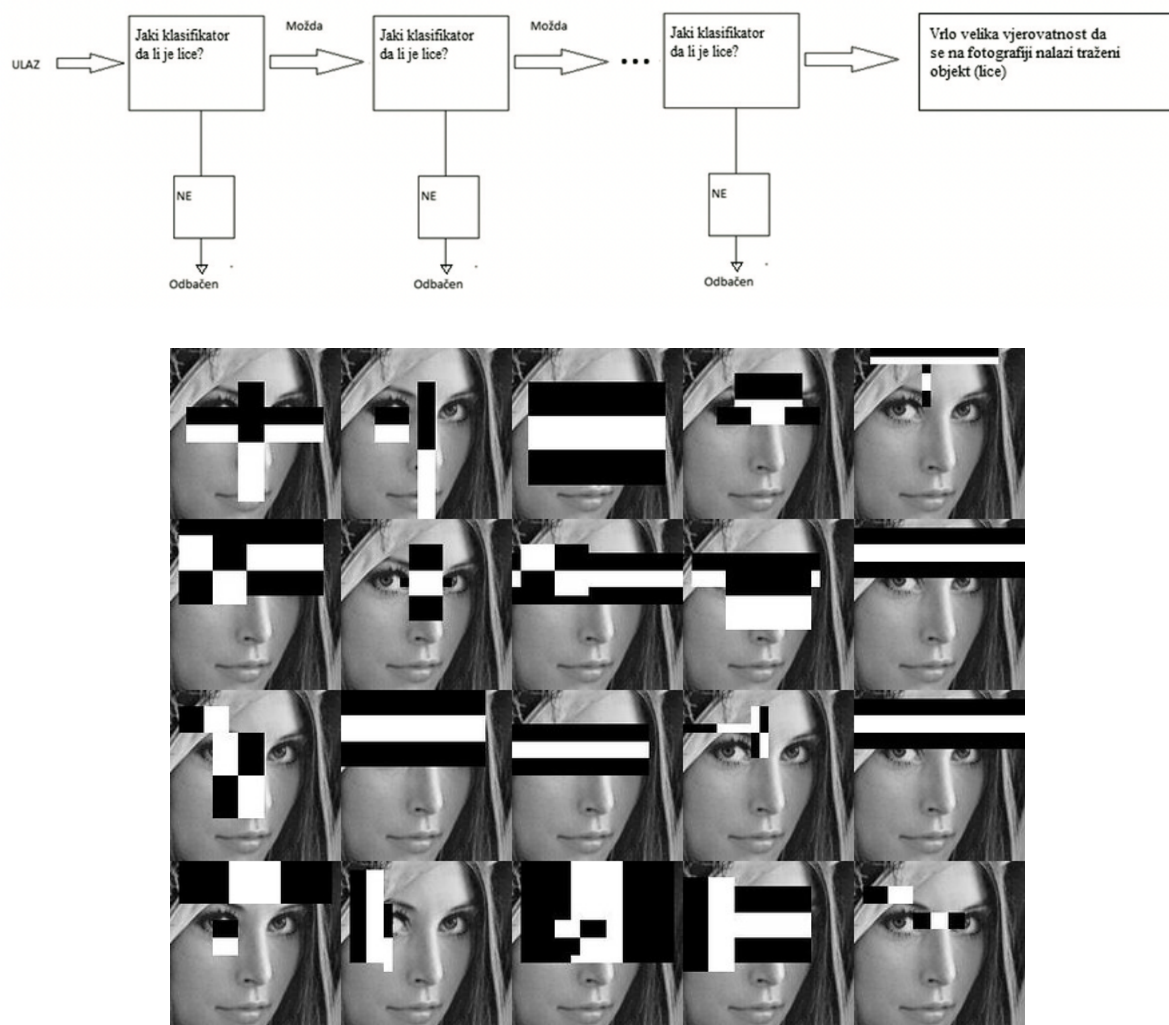 ULAZ
Jaki klasifikator
da li je lice?
Možda
Jaki klasifikator
da li je lice?
Možda
Jaki klasifikator
da li je lice?
Vrlo velika vjerovatnost da
se na fotografiji nalazi traženi
objekt (lice)
NE
NE
NE
Odbačen
Odbačen
Odbačen